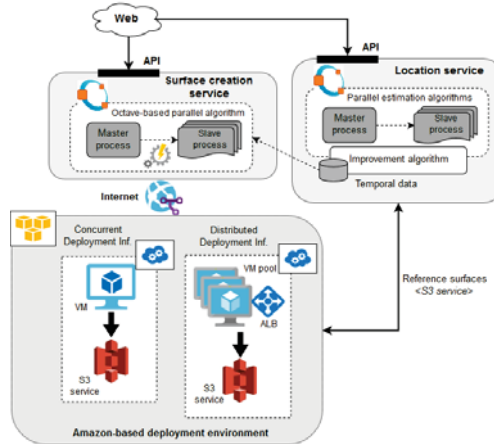 Web
API
API
Surface creation
service
Octave-based parallel algorithm
Master
process
Slave
process
Location service
Parallel estimation algorithms
Master
process
Slave
process
Improvement algorithm
Temporal data
Internet
Concurrent
Deployment Inf.
Distributed
Deployment Inf.
VM
VM pool
ALB
S3
service
S3
service
Reference surfaces
<S3 service>
Amazon-based deployment environment